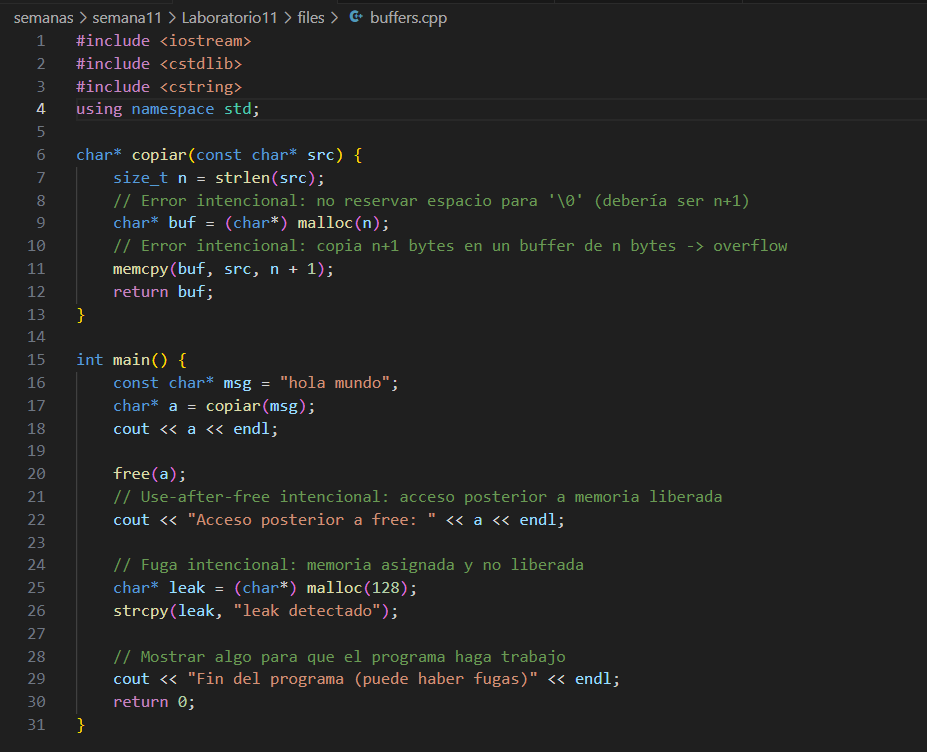 semanas > semana11 > Laboratorio11 > files > buffers.cpp
1 #include <iostream>
2 #include <cstdlib>
3 #include <cstring>
4 using namespace std;
5
6 char* copiar(const char* src) {
7     size_t n = strlen(src);
8     // Error intencional: no reservar espacio para '\0' (debería ser n+1)
9     char* buf = (char*) malloc(n);
10     // Error intencional: copia n+1 bytes en un buffer de n bytes -> overflow
11     memcpy(buf, src, n + 1);
12     return buf;
13 }
14
15 int main() {
16     const char* msg = "hola mundo";
17     char* a = copiar(msg);
18     cout << a << endl;
19
20     free(a);
21     // Use-after-free intencional: acceso posterior a memoria liberada
22     cout << "Acceso posterior a free: " << a << endl;
23
24     // Fuga intencional: memoria asignada y no liberada
25     char* leak = (char*) malloc(128);
26     strcpy(leak, "leak detectado");
27
28     // Mostrar algo para que el programa haga trabajo
29     cout << "Fin del programa (puede haber fugas)" << endl;
30     return 0;
31 }